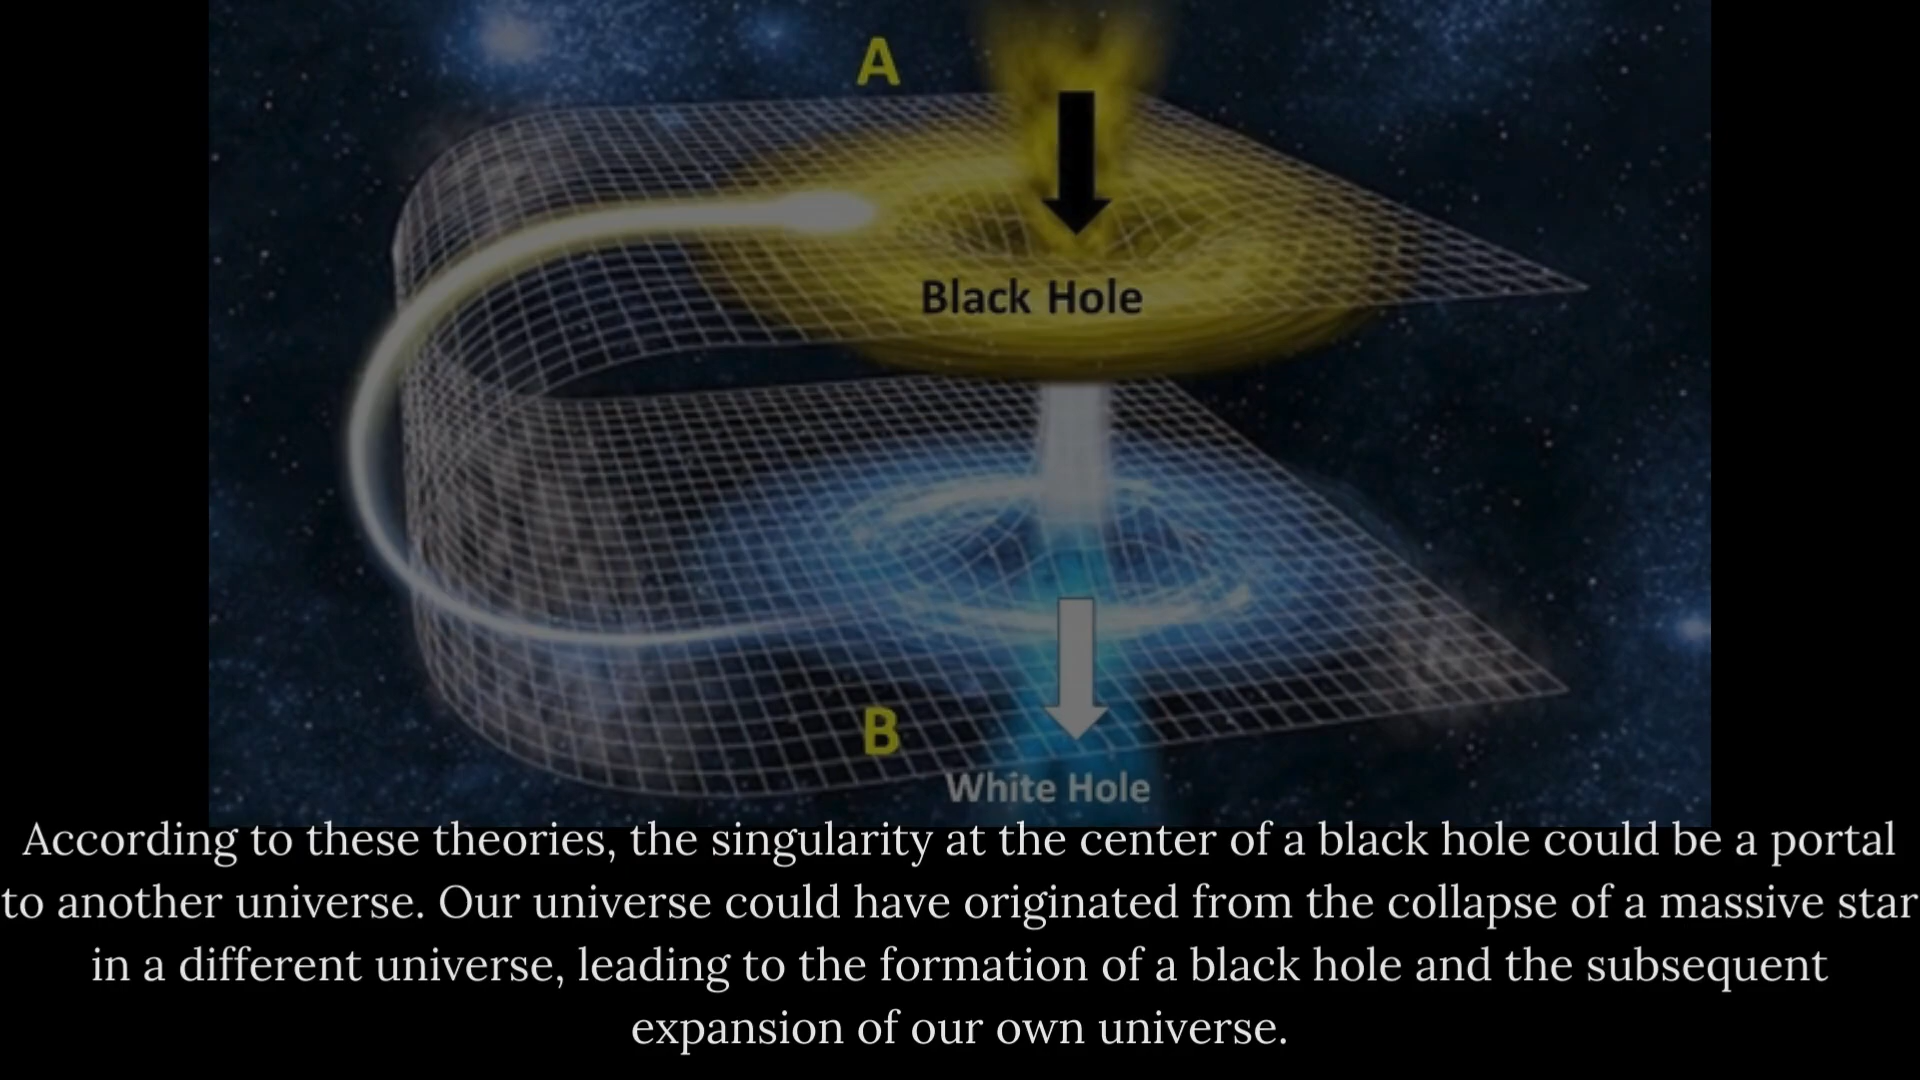 A
Black Hole
B
White Hole
According to these theories, the singularity at the center of a black hole could be a portal
to another universe. Our universe could have originated from the collapse of a massive star
in a different universe, leading to the formation of a black hole and the subsequent
expansion of our own universe.